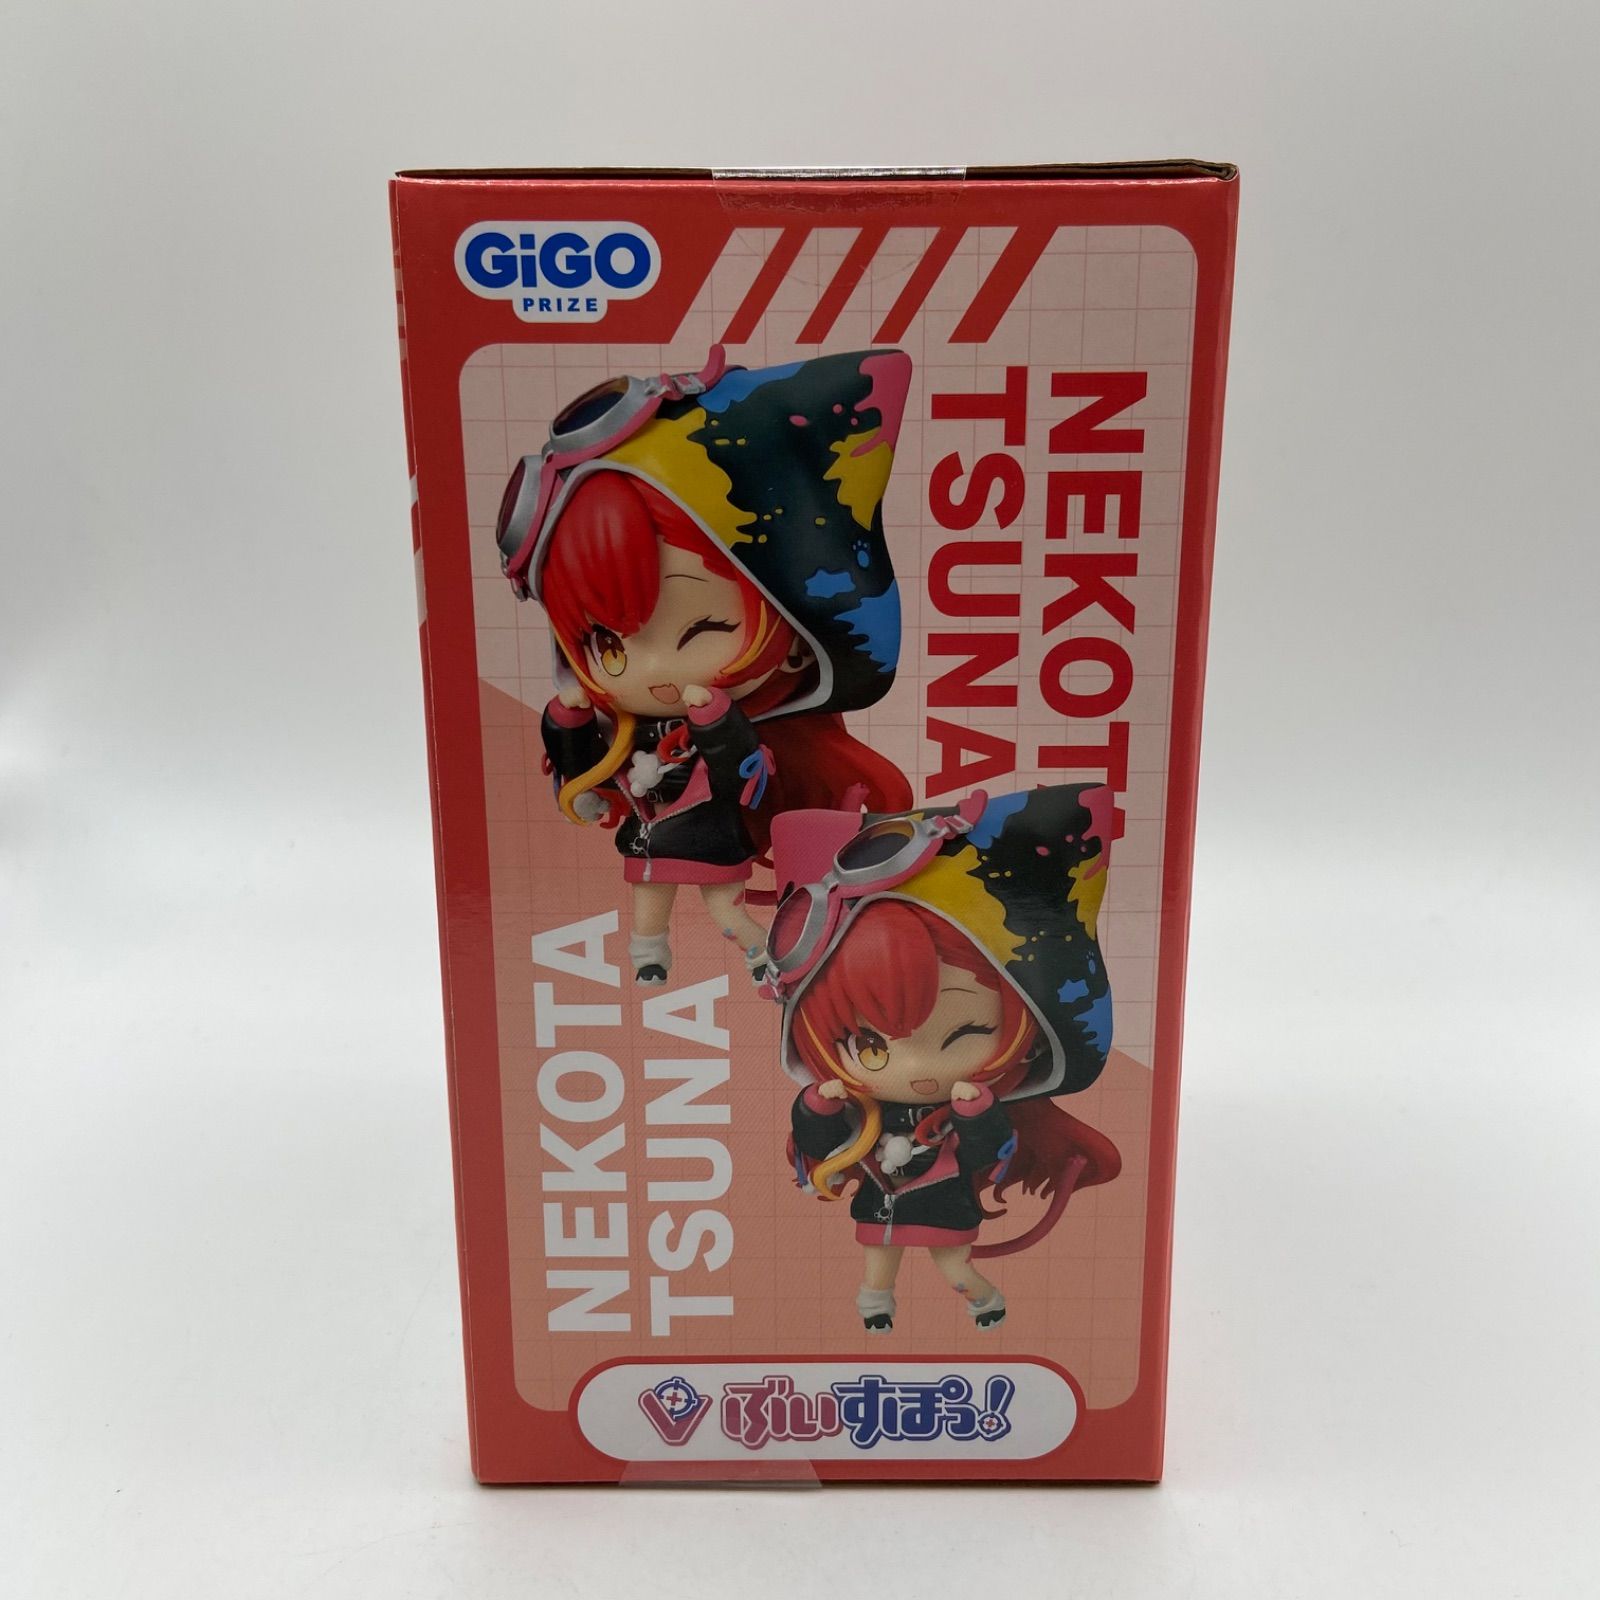 GiGO
PRIZE
NEKOTA
TSUNA
NEKOTA
TSUNA
ぶいすぽっ!